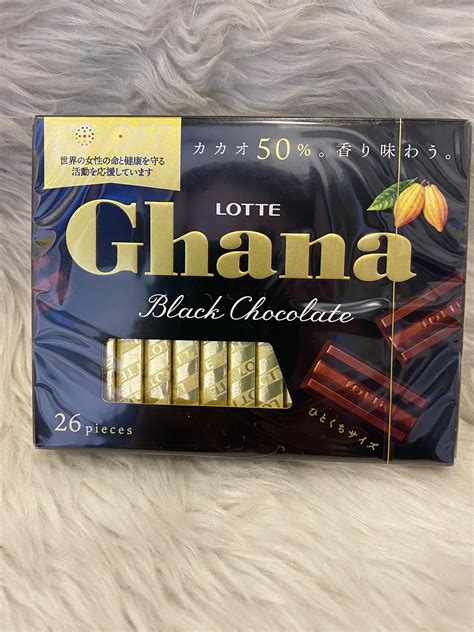 世界の女性の命と健康を守る
活動を応援しています
カカオ50%。香り味わう。
LOTTE
Ghana
Black Chocolate
LOTTE
ひとくちサイズ
26 pieces